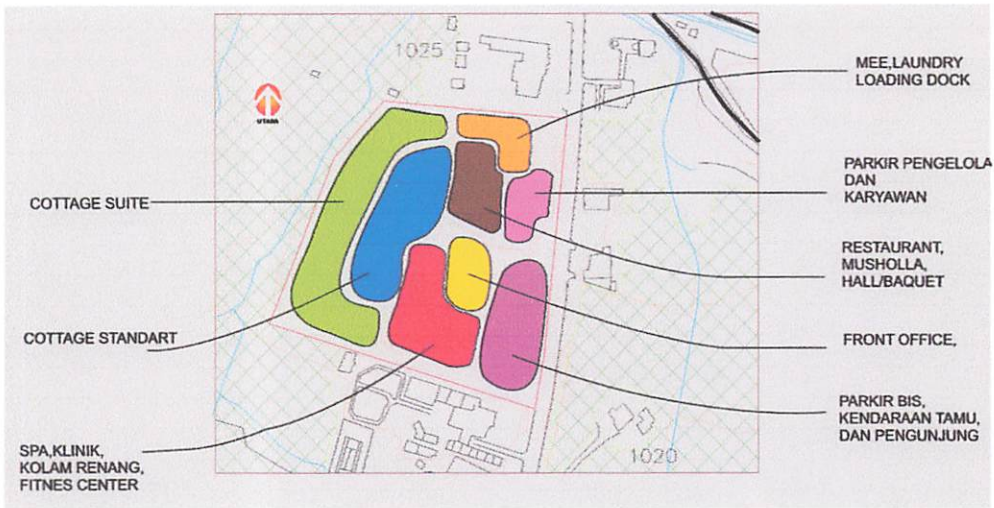 1025
UTARA
COTTAGE SUITE
COTTAGE STANDART
SPA,KLINIK,
KOLAM RENANG,
FITNES CENTER
MEE,LAUNDRY
LOADING DOCK
PARKIR PENGELOLA
DAN
KARYAWAN
RESTAURANT,
MUSHOLLA,
HALL/BAQUET
FRONT OFFICE,
PARKIR BIS,
KENDARAAN TAMU,
DAN PENGUNJUNG
1020